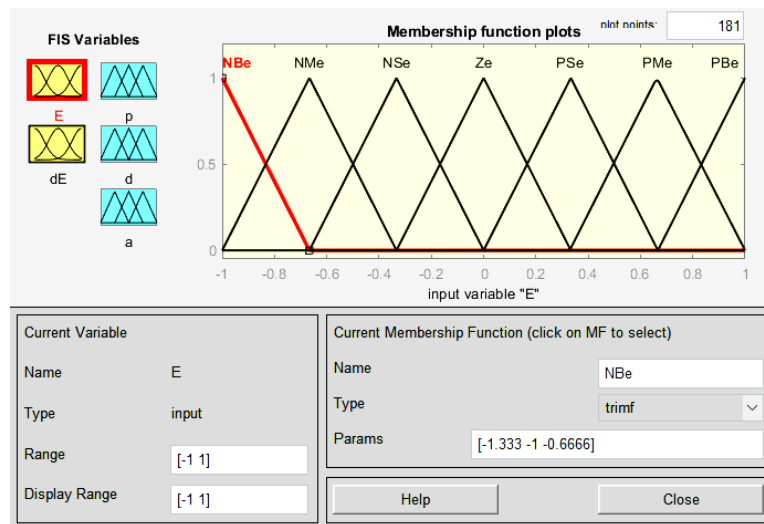 FIS Variables
Membership function plots
plot points:
181
NBe NMe NSe Ze PSe PMe PBe
E
p
dE
d
a
1
0.5
0
-1 -0.8 -0.6 -0.4 -0.2 0 0.2 0.4 0.6 0.8 1
input variable "E"
Current Variable
Name E
Type input
Range [-1 1]
Display Range [-1 1]
Current Membership Function (click on MF to select)
Name NBe
Type trimf
Params [-1.333 -1 -0.6666]
Help Close